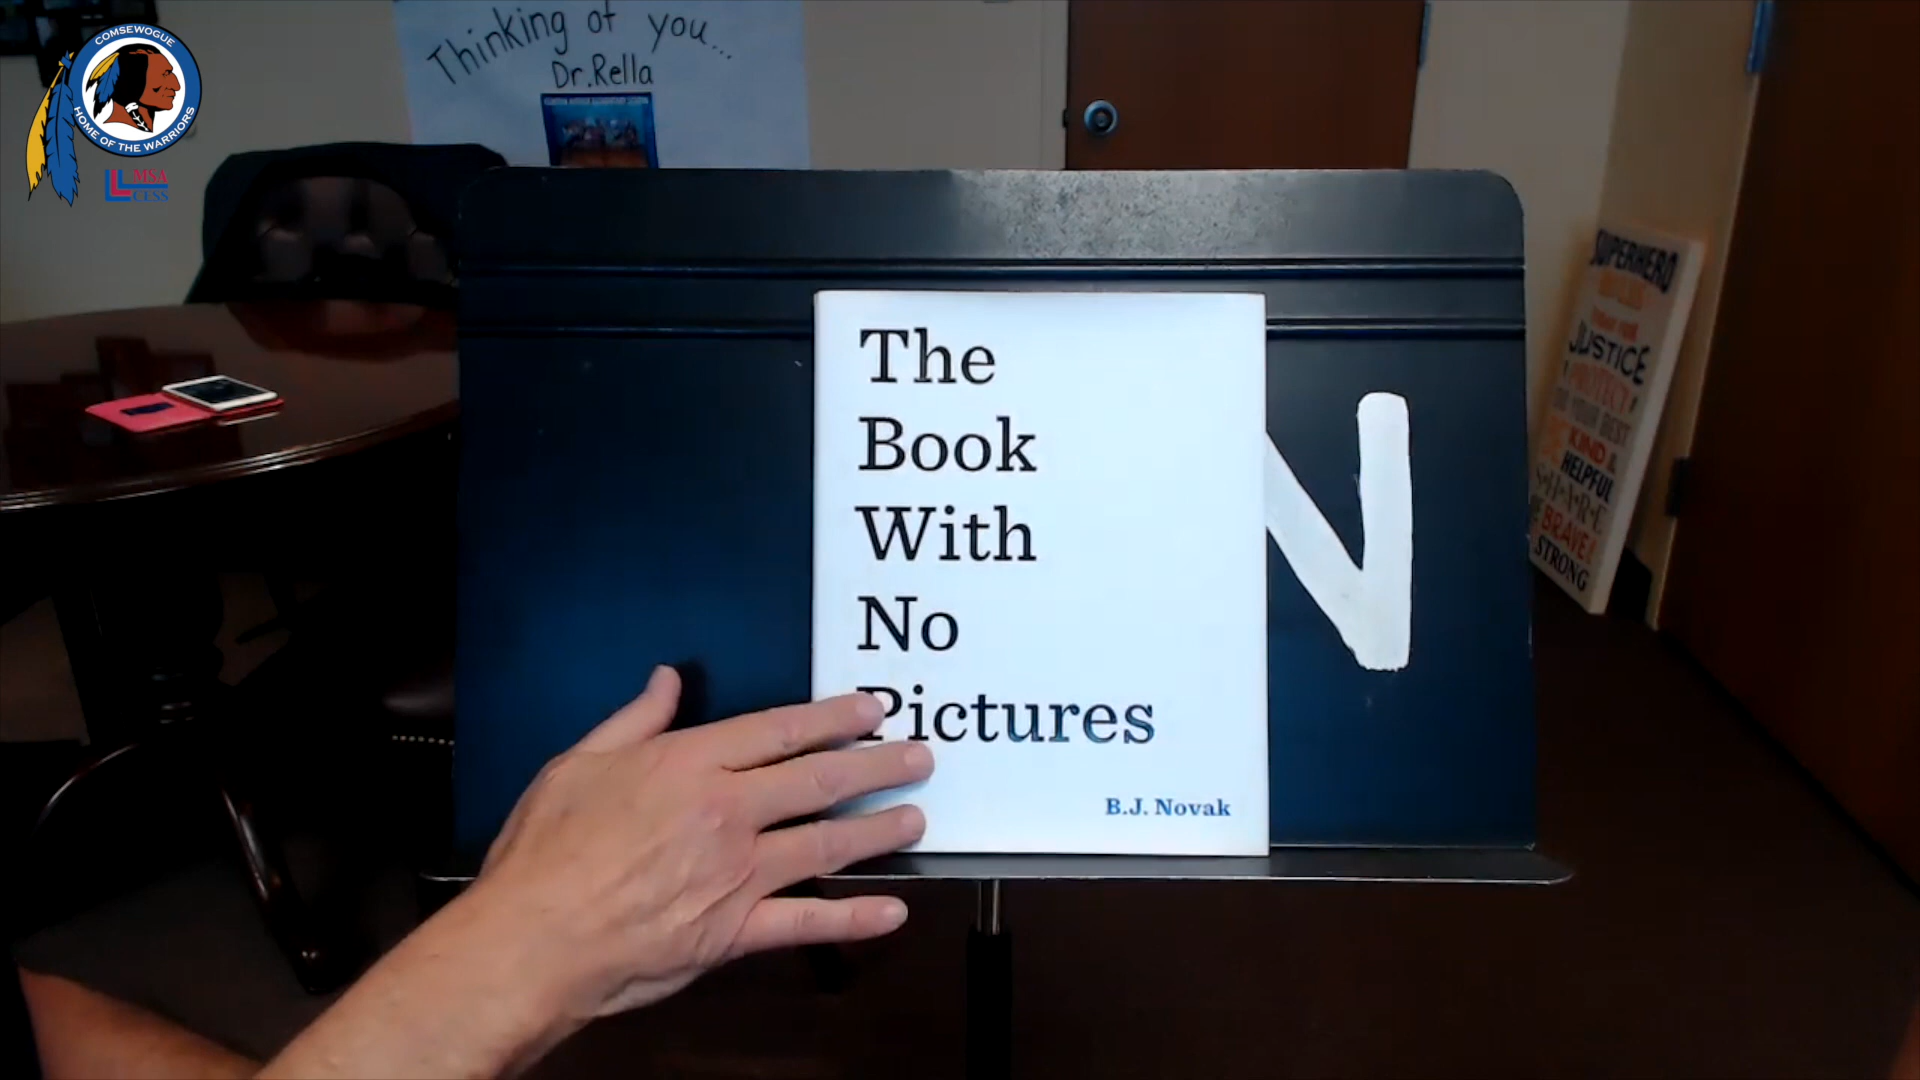 COMSEWOGUE
HOME OF THE WARRIORS
Thinking of you...
Dr. Rella
The
Book
With
No
Pictures
B.J. Novak
N
SUPERHERO
JUSTICE
PROTECT
KIND &
HELPFUL
S·H·A·R·E
BRAVE!
STRONG